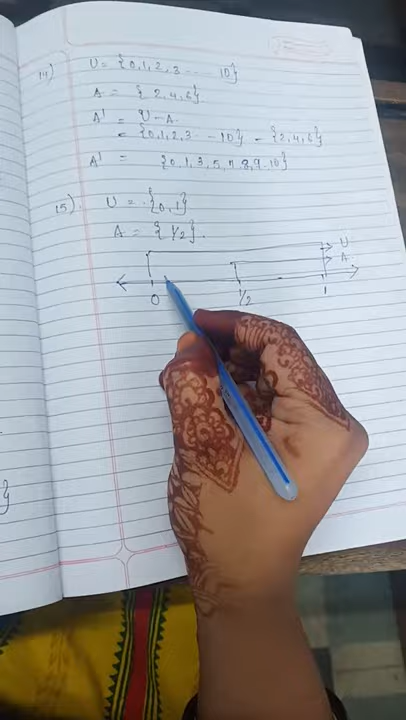 14) U = {0, 1, 2, 3 ..... 10}
A = { 2, 4, 6}
A' = U - A
= {0, 1, 2, 3 -- 10} - {2, 4, 6}
A' = {0, 1, 3, 5, 7, 8, 9, 10}
15). U = {0, 1}
A = { 1/2}.
U
A
0 1/2 1
}